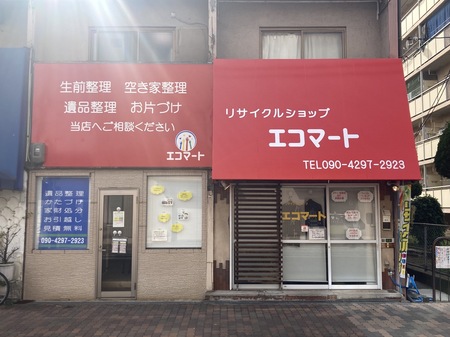 生前整理 空き家整理
遺品整理 お片づけ
当店へご相談ください
エコマート
リサイクルショップ
エコマート
TEL090-4297-2923
遺品整理
かたづけ
家財処分
お引越し
見積無料
090-4297-2923
エコマート